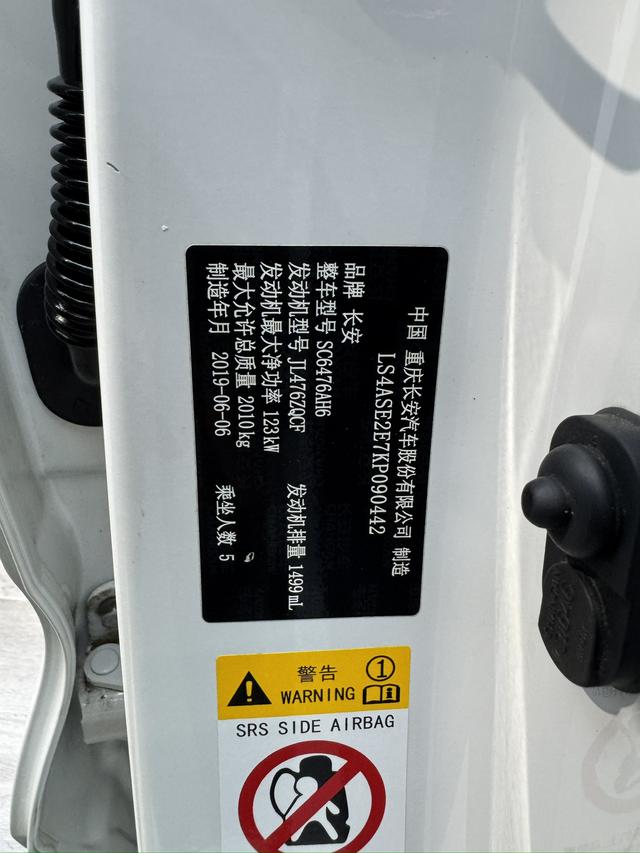 中国 重庆长安汽车股份有限公司 制造
LS4ASE2E7KP090442
品牌 长安
整车型号 SC6476AH6
发动机型号 JL476ZQCF 发动机排量 1499mL
发动机最大净功率 123kW
最大允许总质量 2010kg
制造年月 2019-06-06 乘坐人数 5
警告
WARNING
1
SRS SIDE AIRBAG